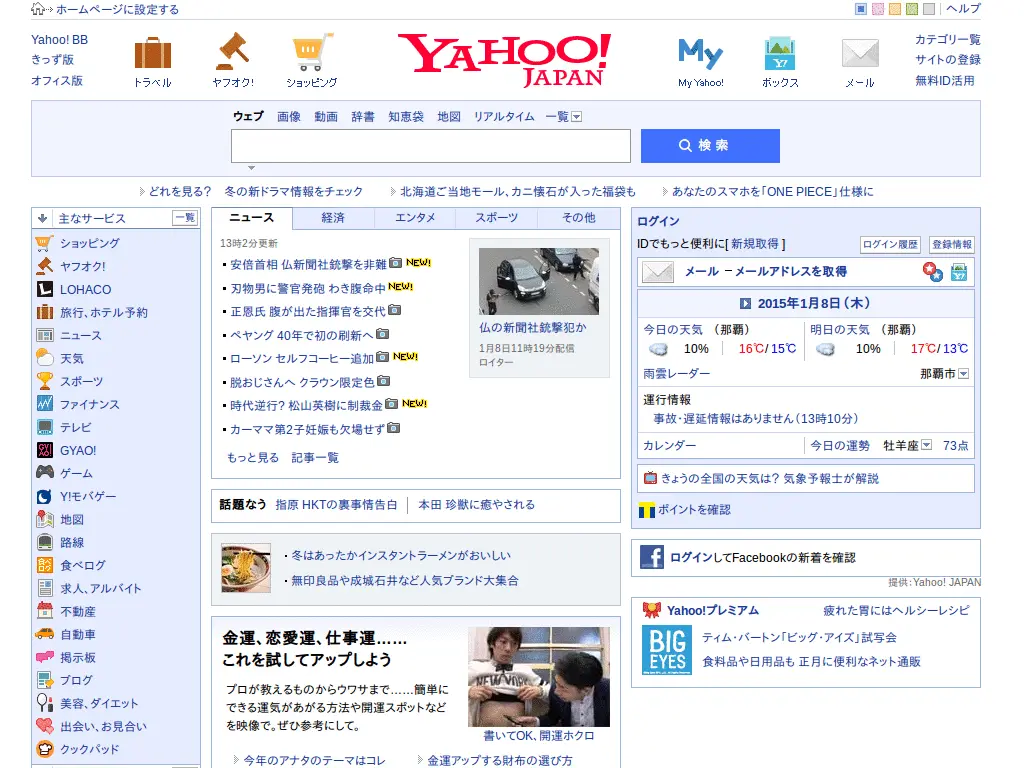 ホームページに設定する
ヘルプ
Yahoo! BB
きっず版
オフィス版
トラベル
ヤフオク!
ショッピング
YAHOO!
JAPAN
My
My Yahoo!
ボックス
メール
カテゴリ一覧
サイトの登録
無料ID活用
ウェブ 画像 動画 辞書 知恵袋 地図 リアルタイム 一覧
検索
どれを見る? 冬の新ドラマ情報をチェック
北海道ご当地モール、カニ懐石が入った福袋も
あなたのスマホを「ONE PIECE」仕様に
主なサービス 一覧
ショッピング
ヤフオク!
LOHACO
旅行、ホテル予約
ニュース
天気
スポーツ
ファイナンス
テレビ
GYAO!
ゲーム
Y!モバゲー
地図
路線
食べログ
求人、アルバイト
不動産
自動車
掲示板
ブログ
美容、ダイエット
出会い、お見合い
クックパッド
ニュース 経済 エンタメ スポーツ その他
13時2分更新
安倍首相 仏新聞社銃撃を非難 NEW!
刃物男に警官発砲 わき腹命中 NEW!
正恩氏 腹が出た指揮官を交代
ペヤング 40年で初の刷新へ
ローソン セルフコーヒー追加 NEW!
脱おじさんへ クラウン限定色
時代逆行? 松山英樹に制裁金 NEW!
カーママ第2子妊娠も欠場せず
もっと見る 記事一覧
仏の新聞社銃撃犯か
1月8日11時19分配信
ロイター
話題なう 指原 HKTの裏事情告白 本田 珍獣に癒やされる
冬はあったかインスタントラーメンがおいしい
無印良品や成城石井など人気ブランド大集合
金運、恋愛運、仕事運……
これを試してアップしよう
プロが教えるものからウワサまで……簡単に
できる運気があがる方法や開運スポットなど
を映像で。ぜひ参考にして。
NEW YORK
書いてOK、開運ホクロ
今年のアナタのテーマはコレ
金運アップする財布の選び方
ログイン
IDでもっと便利に[ 新規取得 ]
ログイン履歴 登録情報
メール − メールアドレスを取得
2015年1月8日(木)
今日の天気 (那覇) 明日の天気 (那覇)
10% 16℃/15℃ 10% 17℃/13℃
雨雲レーダー 那覇市
運行情報
事故・遅延情報はありません(13時10分)
カレンダー 今日の運勢 牡羊座 73点
きょうの全国の天気は? 気象予報士が解説
ポイントを確認
ログインしてFacebookの新着を確認
提供:Yahoo! JAPAN
Yahoo!プレミアム 疲れた胃にはヘルシーレシピ
BIG
EYES
ティム・バートン「ビッグ・アイズ」試写会
食料品や日用品も 正月に便利なネット通販